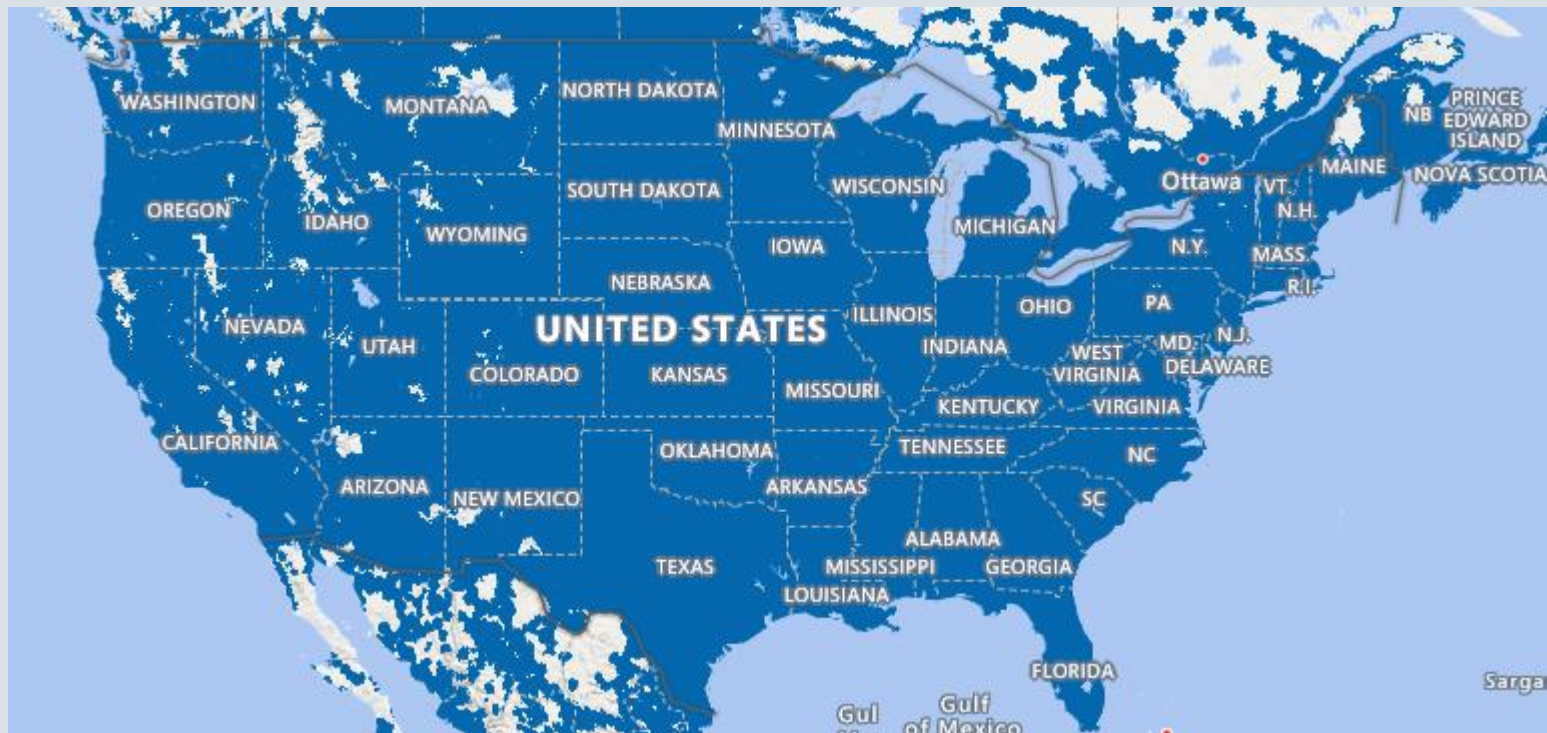 WASHINGTON
MONTANA
NORTH DAKOTA
MINNESOTA
NB
PRINCE
EDWARD
ISLAND
MAINE
NOVA SCOTIA
Ottawa
VT.
N.H.
OREGON
IDAHO
WYOMING
SOUTH DAKOTA
WISCONSIN
MICHIGAN
IOWA
N.Y.
MASS.
R.I.
NEBRASKA
NEVADA
UTAH
UNITED STATES
ILLINOIS
INDIANA
OHIO
PA
N.J.
MD.
DELAWARE
COLORADO
KANSAS
MISSOURI
WEST
VIRGINIA
KENTUCKY
VIRGINIA
CALIFORNIA
ARIZONA
NEW MEXICO
OKLAHOMA
ARKANSAS
TENNESSEE
NC
SC
TEXAS
ALABAMA
MISSISSIPPI
GEORGIA
LOUISIANA
FLORIDA
Sarga
Gul
Gulf
of Mexico